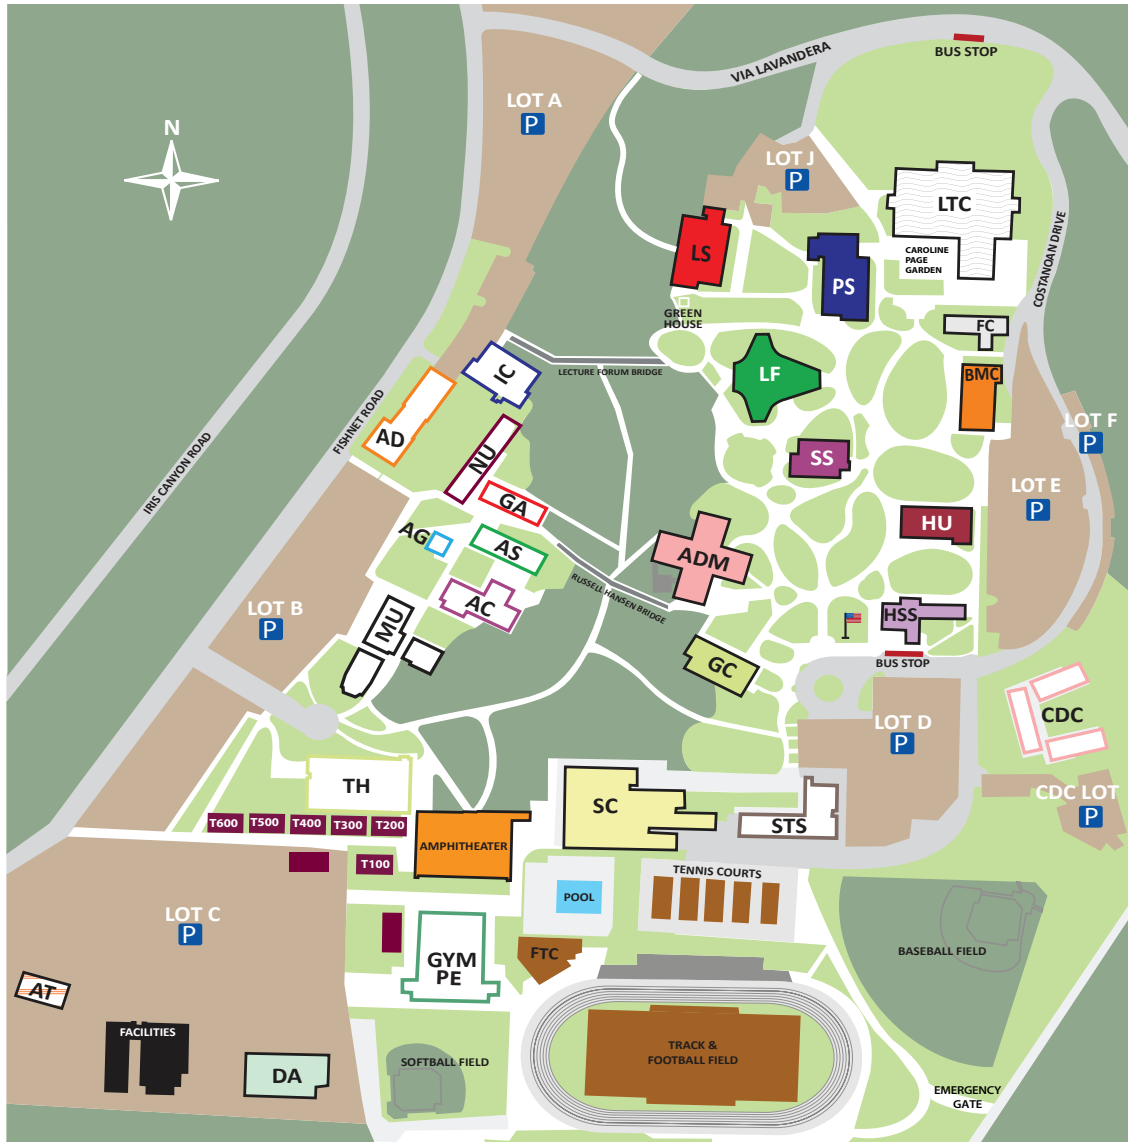 VIA LAVANDERA
BUS STOP
LOT A
P
N
LOT J
P
LTC
CAROLINE
PAGE
GARDEN
COSTANOAN DRIVE
LS
PS
GREEN
HOUSE
FC
LECTURE FORUM BRIDGE
IC
LF
BMC
AD
FISHNET ROAD
IRIS CANYON ROAD
NU
SS
LOT F
P
LOT E
P
GA
AG
AS
HU
ADM
RUSSELL HANSEN BRIDGE
AC
LOT B
P
MU
HSS
BUS STOP
GC
CDC
LOT D
P
TH
SC
STS
CDC LOT
P
T600
T500
T400
T300
T200
T100
AMPHITHEATER
TENNIS COURTS
POOL
LOT C
P
FTC
GYM
PE
BASEBALL FIELD
AT
FACILITIES
DA
SOFTBALL FIELD
TRACK &
FOOTBALL FIELD
EMERGENCY
GATE